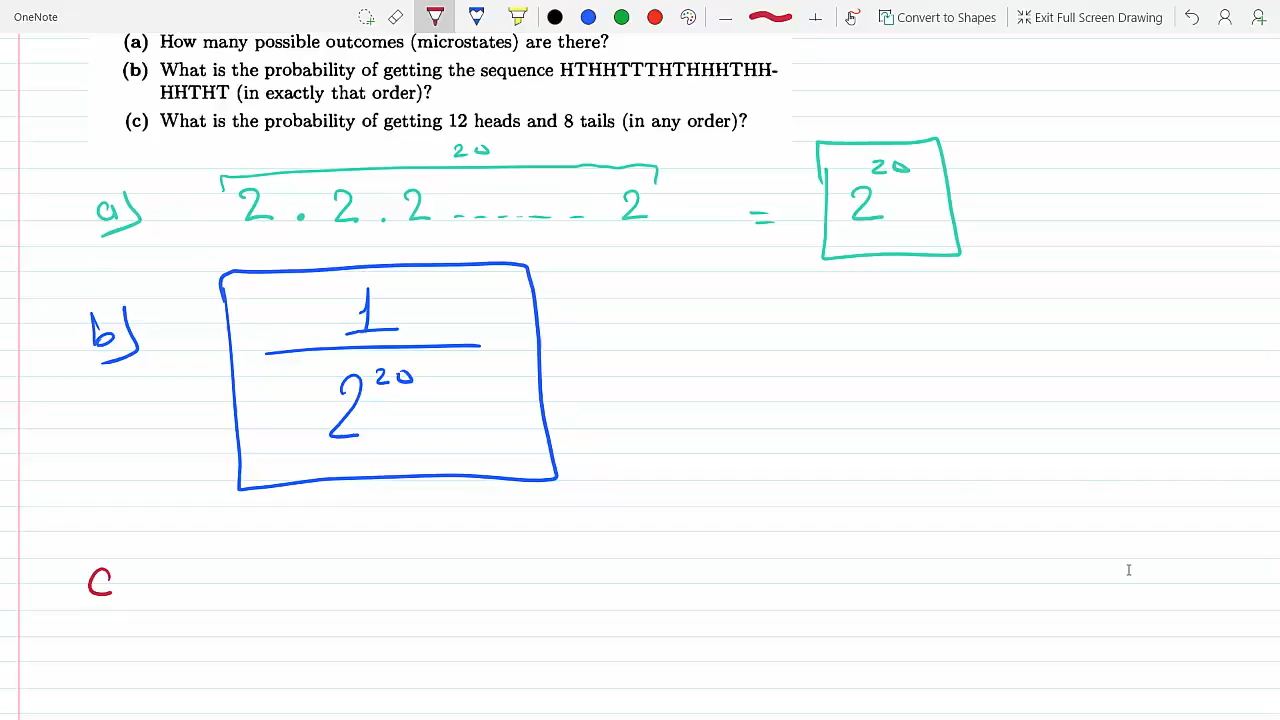 OneNote
Convert to Shapes
Exit Full Screen Drawing
(a) How many possible outcomes (microstates) are there?
(b) What is the probability of getting the sequence HTHHTTTHTHHHTHH-
HHTHT (in exactly that order)?
(c) What is the probability of getting 12 heads and 8 tails (in any order)?
20
a) 2 . 2 . 2 ------- 2 = 2^20
b) 1
2^20
C